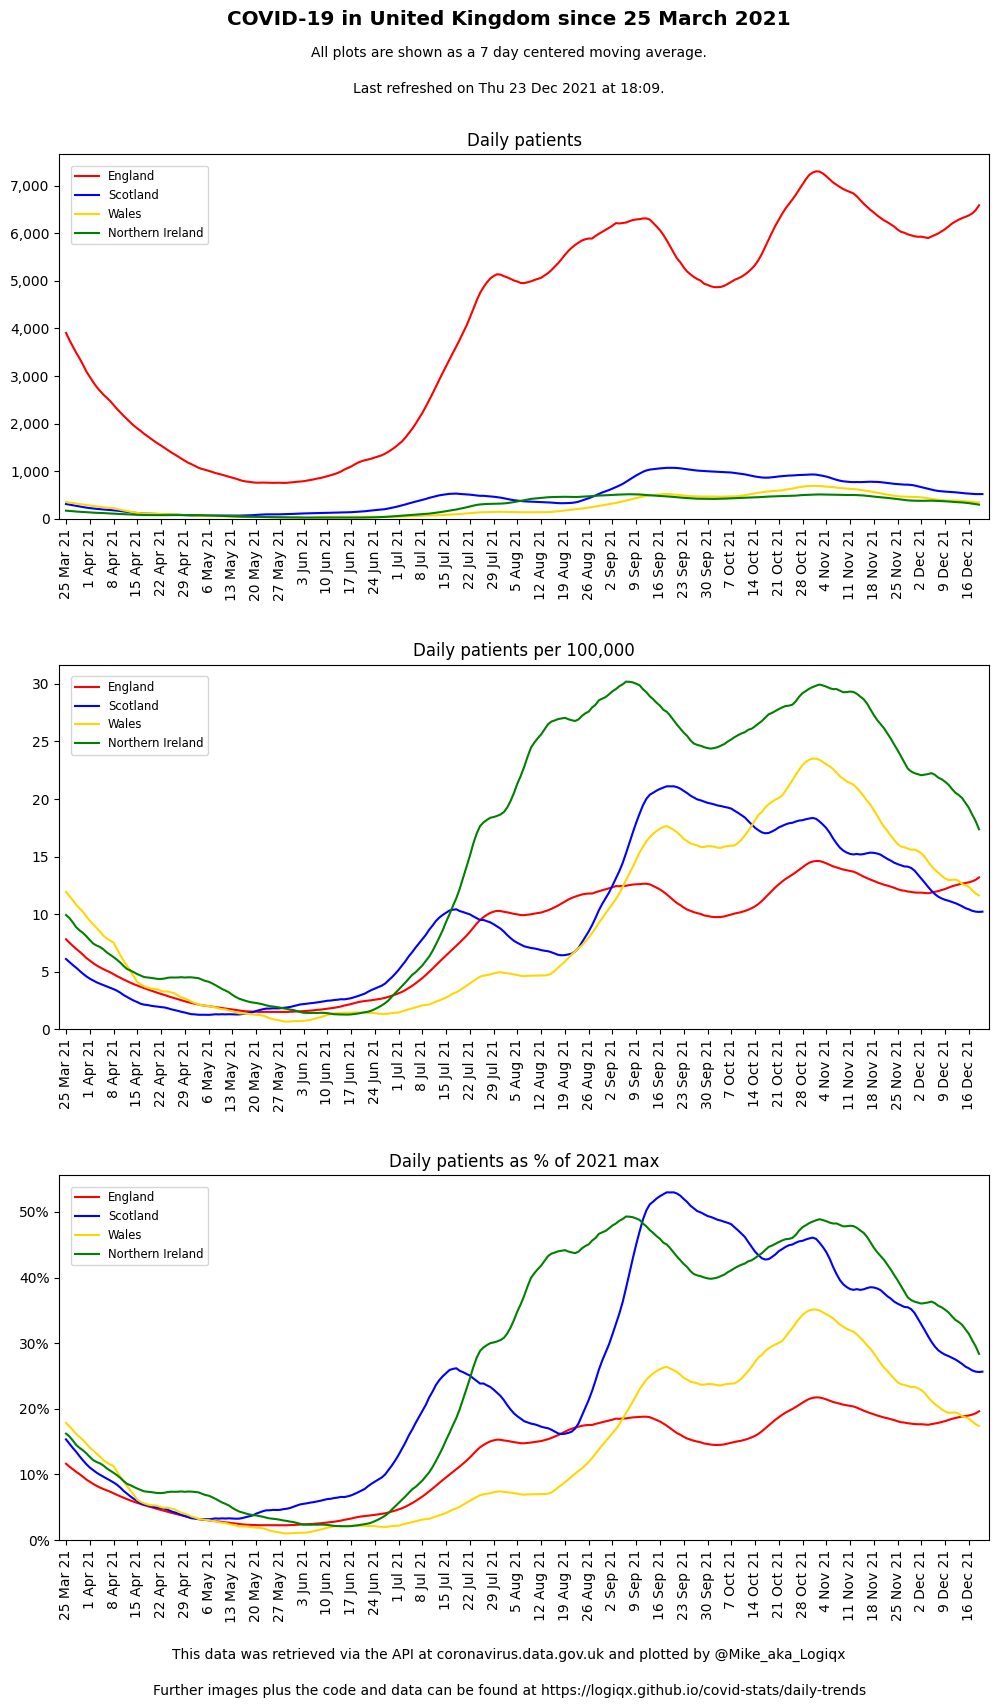 COVID-19 in United Kingdom since 25 March 2021
All plots are shown as a 7 day centered moving average.
Last refreshed on Thu 23 Dec 2021 at 18:09.
Daily patients
England
Scotland
Wales
Northern Ireland
7,000
6,000
5,000
4,000
3,000
2,000
1,000
0
25 Mar 21
1 Apr 21
8 Apr 21
15 Apr 21
22 Apr 21
29 Apr 21
6 May 21
13 May 21
20 May 21
27 May 21
3 Jun 21
10 Jun 21
17 Jun 21
24 Jun 21
1 Jul 21
8 Jul 21
15 Jul 21
22 Jul 21
29 Jul 21
5 Aug 21
12 Aug 21
19 Aug 21
26 Aug 21
2 Sep 21
9 Sep 21
16 Sep 21
23 Sep 21
30 Sep 21
7 Oct 21
14 Oct 21
21 Oct 21
28 Oct 21
4 Nov 21
11 Nov 21
18 Nov 21
25 Nov 21
2 Dec 21
9 Dec 21
16 Dec 21
Daily patients per 100,000
England
Scotland
Wales
Northern Ireland
30
25
20
15
10
5
0
25 Mar 21
1 Apr 21
8 Apr 21
15 Apr 21
22 Apr 21
29 Apr 21
6 May 21
13 May 21
20 May 21
27 May 21
3 Jun 21
10 Jun 21
17 Jun 21
24 Jun 21
1 Jul 21
8 Jul 21
15 Jul 21
22 Jul 21
29 Jul 21
5 Aug 21
12 Aug 21
19 Aug 21
26 Aug 21
2 Sep 21
9 Sep 21
16 Sep 21
23 Sep 21
30 Sep 21
7 Oct 21
14 Oct 21
21 Oct 21
28 Oct 21
4 Nov 21
11 Nov 21
18 Nov 21
25 Nov 21
2 Dec 21
9 Dec 21
16 Dec 21
Daily patients as % of 2021 max
England
Scotland
Wales
Northern Ireland
50%
40%
30%
20%
10%
0%
25 Mar 21
1 Apr 21
8 Apr 21
15 Apr 21
22 Apr 21
29 Apr 21
6 May 21
13 May 21
20 May 21
27 May 21
3 Jun 21
10 Jun 21
17 Jun 21
24 Jun 21
1 Jul 21
8 Jul 21
15 Jul 21
22 Jul 21
29 Jul 21
5 Aug 21
12 Aug 21
19 Aug 21
26 Aug 21
2 Sep 21
9 Sep 21
16 Sep 21
23 Sep 21
30 Sep 21
7 Oct 21
14 Oct 21
21 Oct 21
28 Oct 21
4 Nov 21
11 Nov 21
18 Nov 21
25 Nov 21
2 Dec 21
9 Dec 21
16 Dec 21
This data was retrieved via the API at coronavirus.data.gov.uk and plotted by @Mike_aka_Logiqx
Further images plus the code and data can be found at https://logiqx.github.io/covid-stats/daily-trends